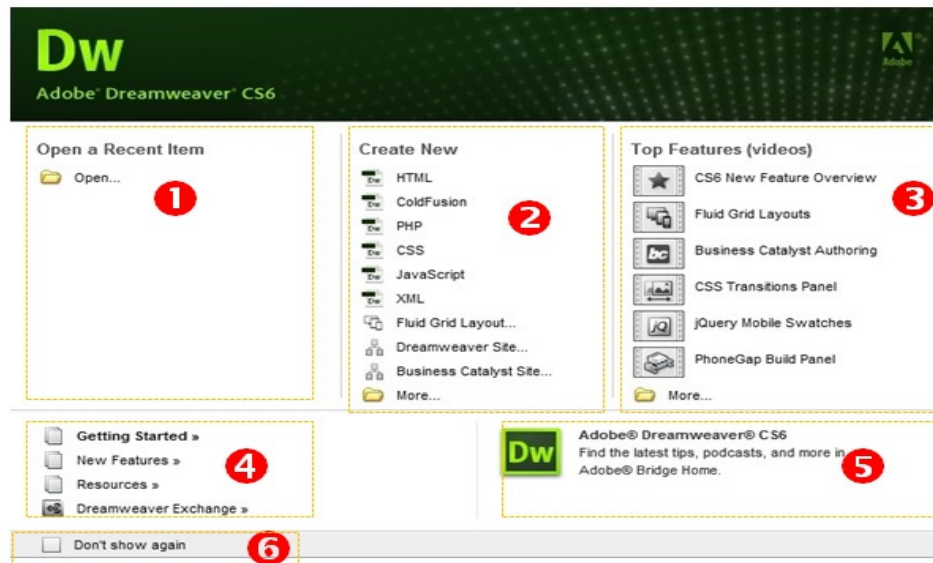 Dw
Adobe
Adobe® Dreamweaver® CS6
Open a Recent Item
Open...
1
Create New
HTML
ColdFusion
PHP
CSS
JavaScript
XML
Fluid Grid Layout...
Dreamweaver Site...
Business Catalyst Site...
More...
2
Top Features (videos)
CS6 New Feature Overview
Fluid Grid Layouts
bc
Business Catalyst Authoring
CSS Transitions Panel
jQ
jQuery Mobile Swatches
PhoneGap Build Panel
More...
3
Getting Started »
New Features »
Resources »
Dreamweaver Exchange »
4
Dw
Adobe® Dreamweaver® CS6
Find the latest tips, podcasts, and more in
Adobe® Bridge Home.
5
Don't show again
6